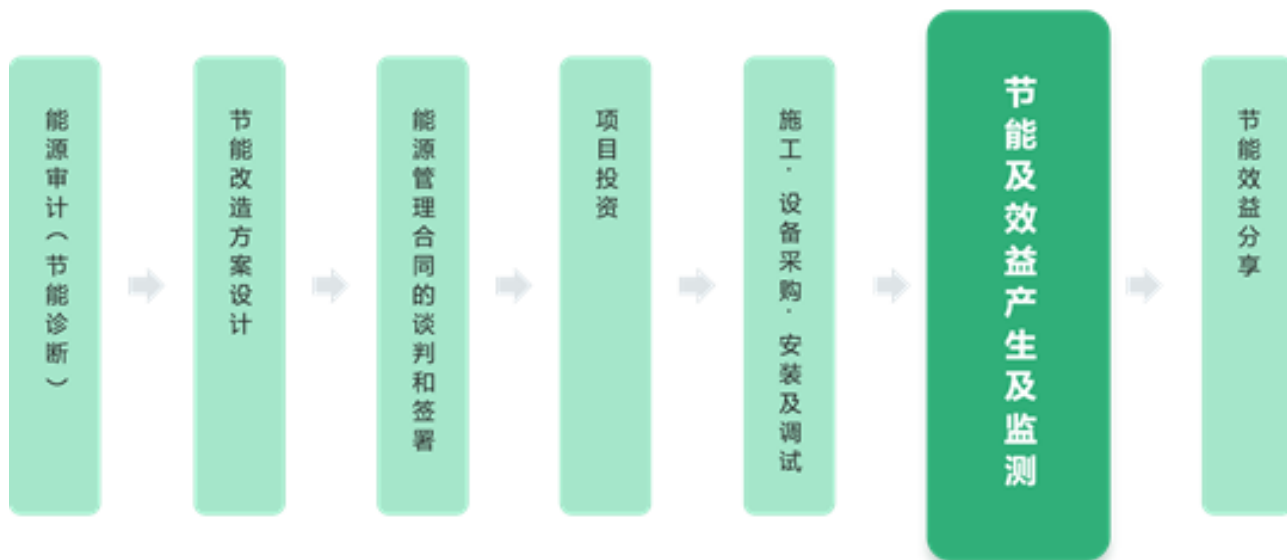 能源审计（节能诊断）
节能改造方案设计
能源管理合同的谈判和签署
项目投资
施工·设备采购·安装及调试
节能及效益产生及监测
节能效益分享